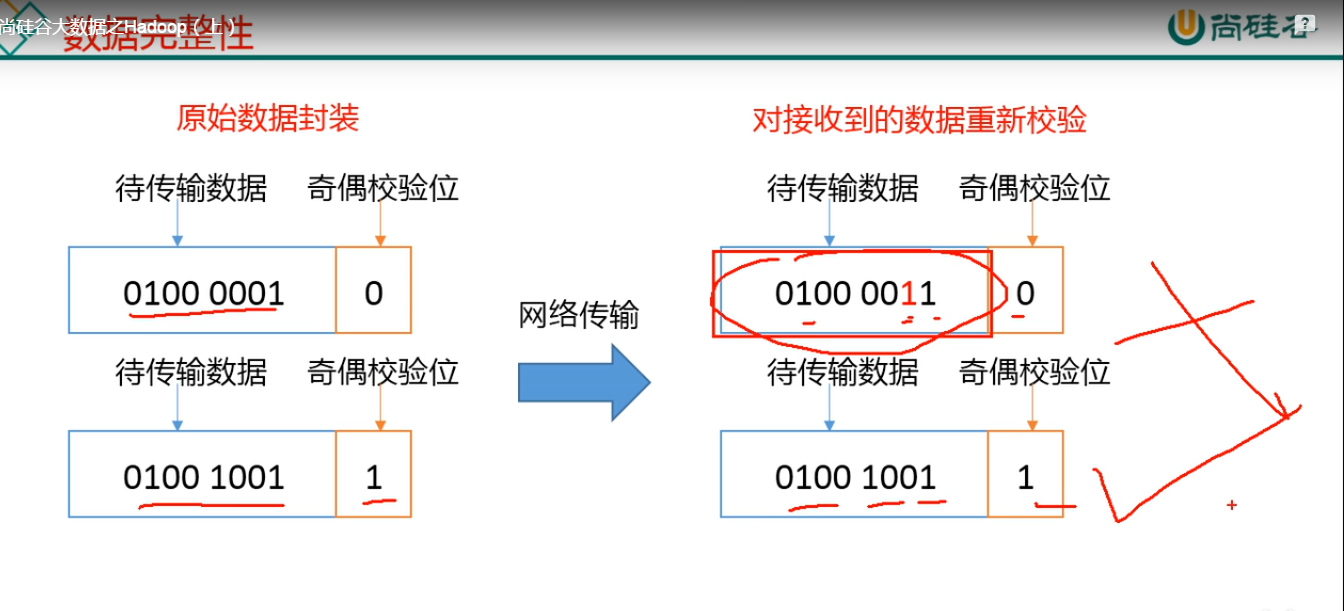 尚硅谷大数据之Hadoop（上）
数据完整性
尚硅谷
?
原始数据封装
对接收到的数据重新校验
待传输数据 奇偶校验位
待传输数据 奇偶校验位
0100 0001 0
0100 0011 0
网络传输
待传输数据 奇偶校验位
待传输数据 奇偶校验位
0100 1001 1
0100 1001 1